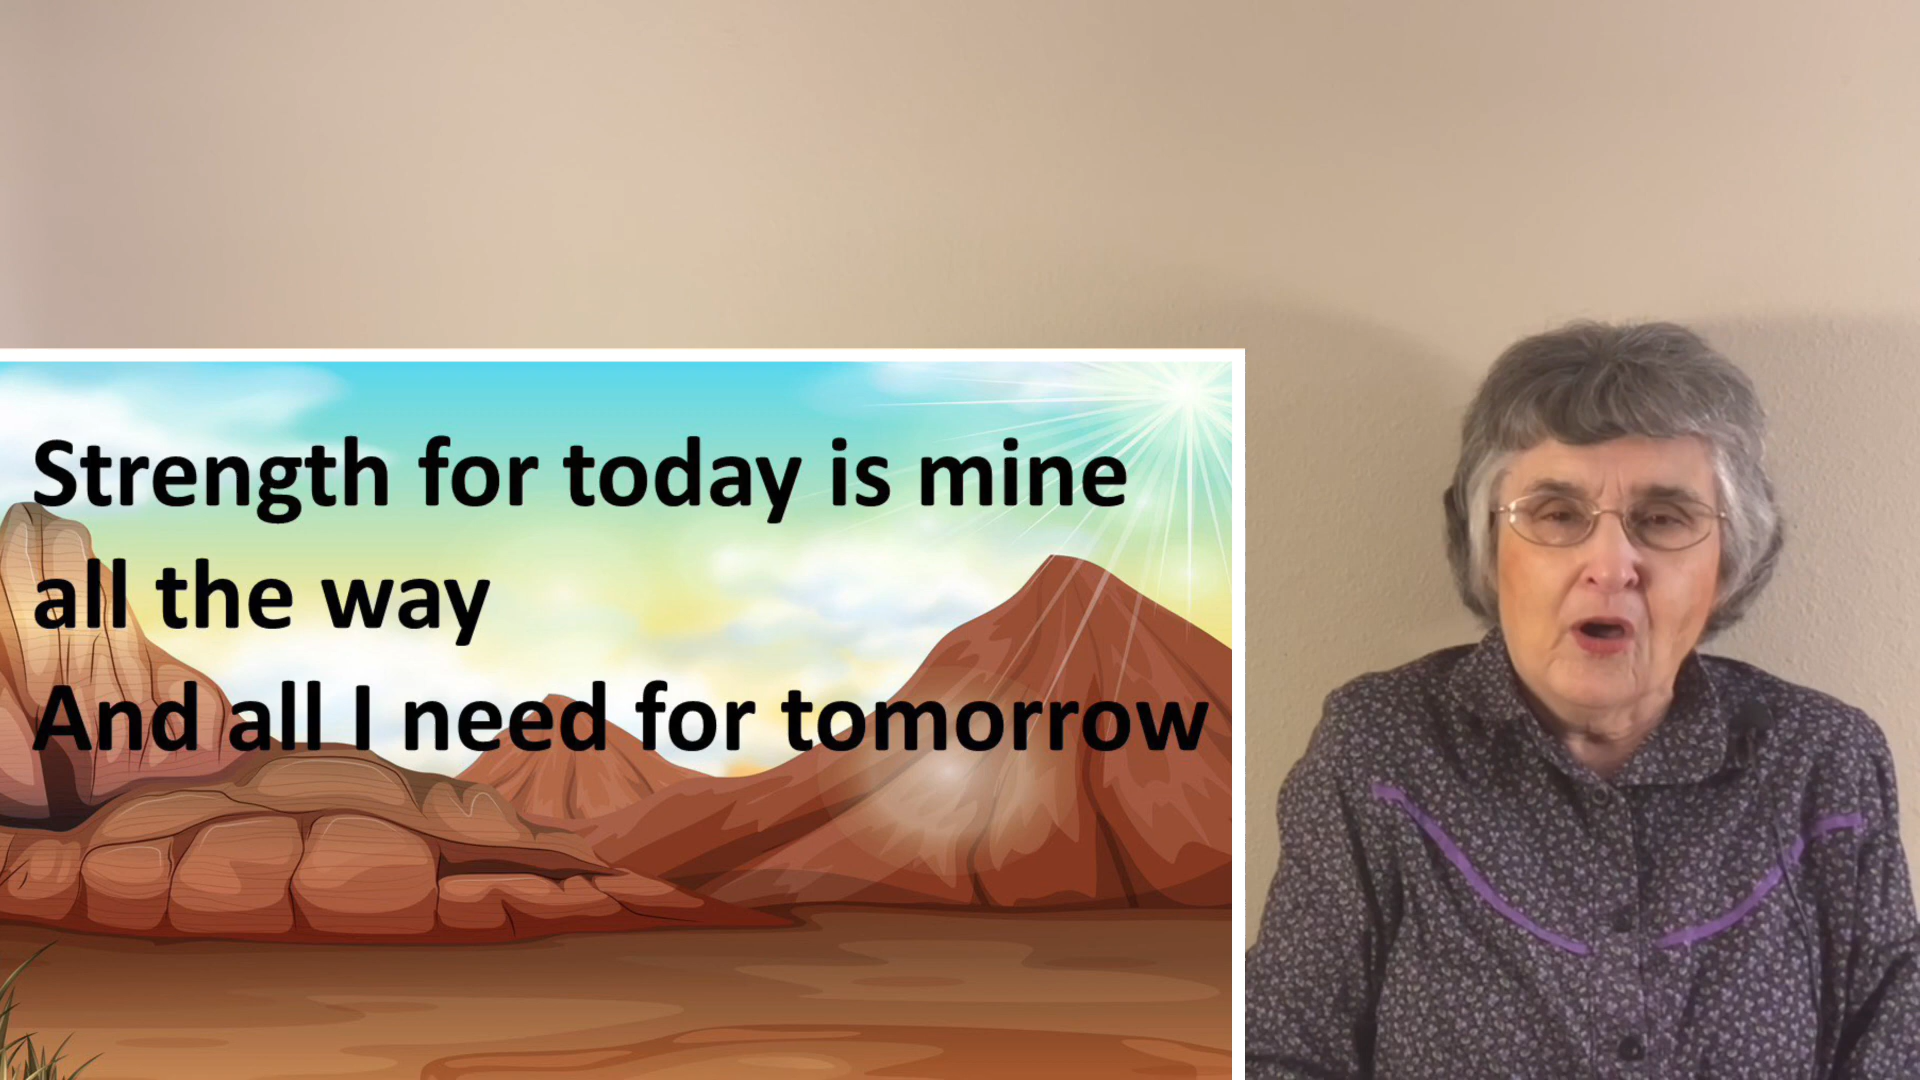 Strength for today is mine
all the way
And all I need for tomorrow